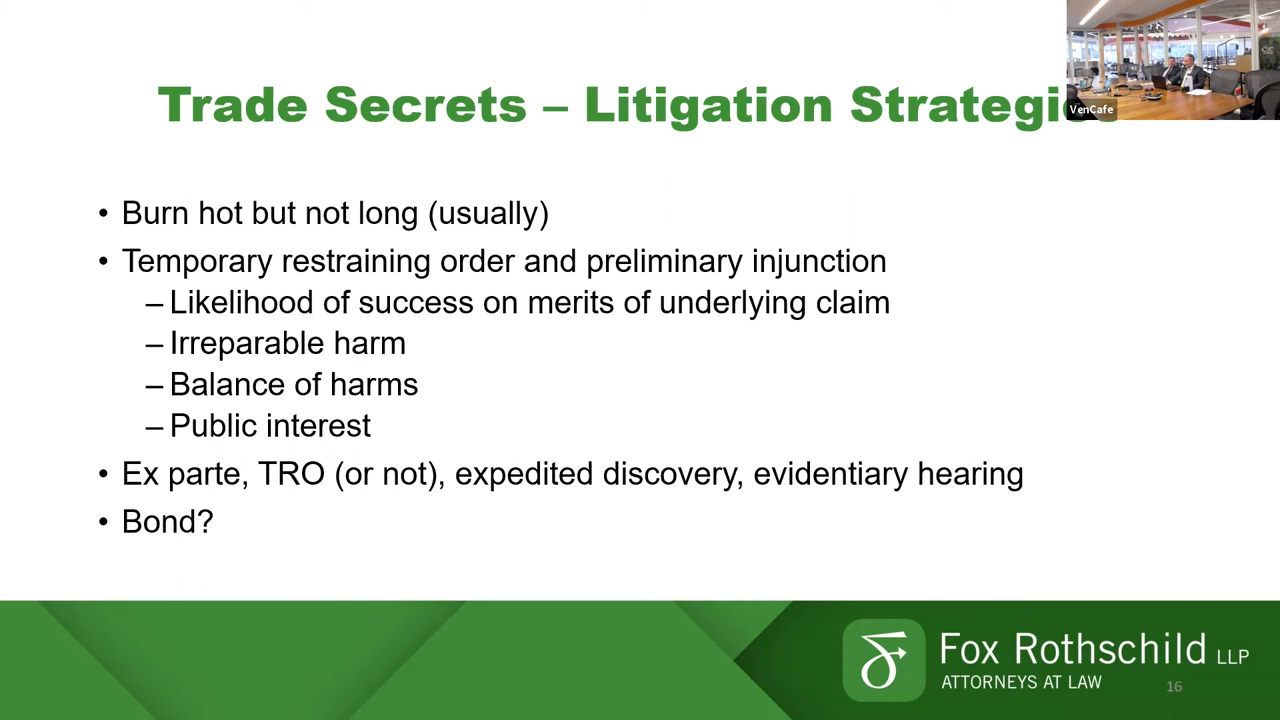 Trade Secrets – Litigation Strategi
VenCafe
• Burn hot but not long (usually)
• Temporary restraining order and preliminary injunction
– Likelihood of success on merits of underlying claim
– Irreparable harm
– Balance of harms
– Public interest
• Ex parte, TRO (or not), expedited discovery, evidentiary hearing
• Bond?
Fox Rothschild LLP
ATTORNEYS AT LAW
16